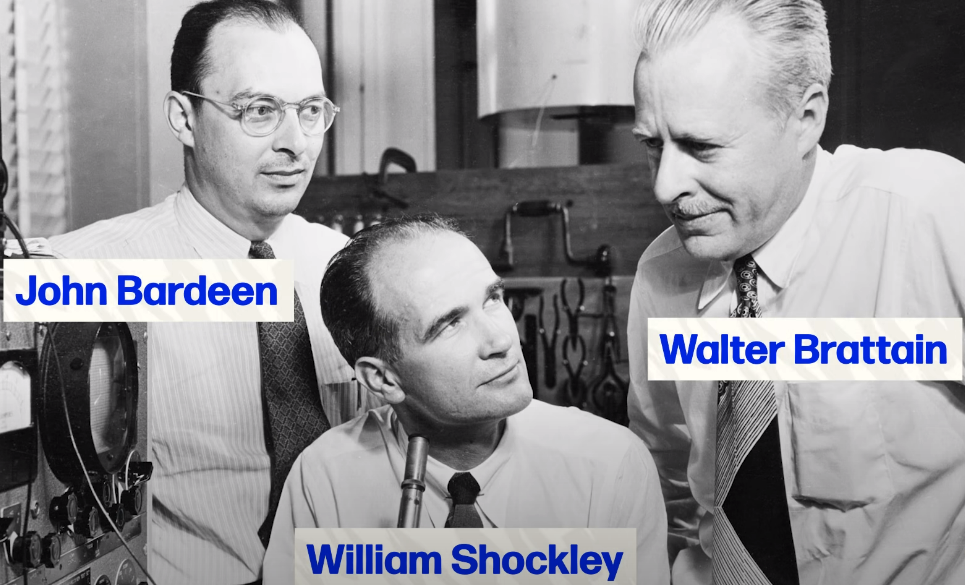 John Bardeen
Walter Brattain
William Shockley